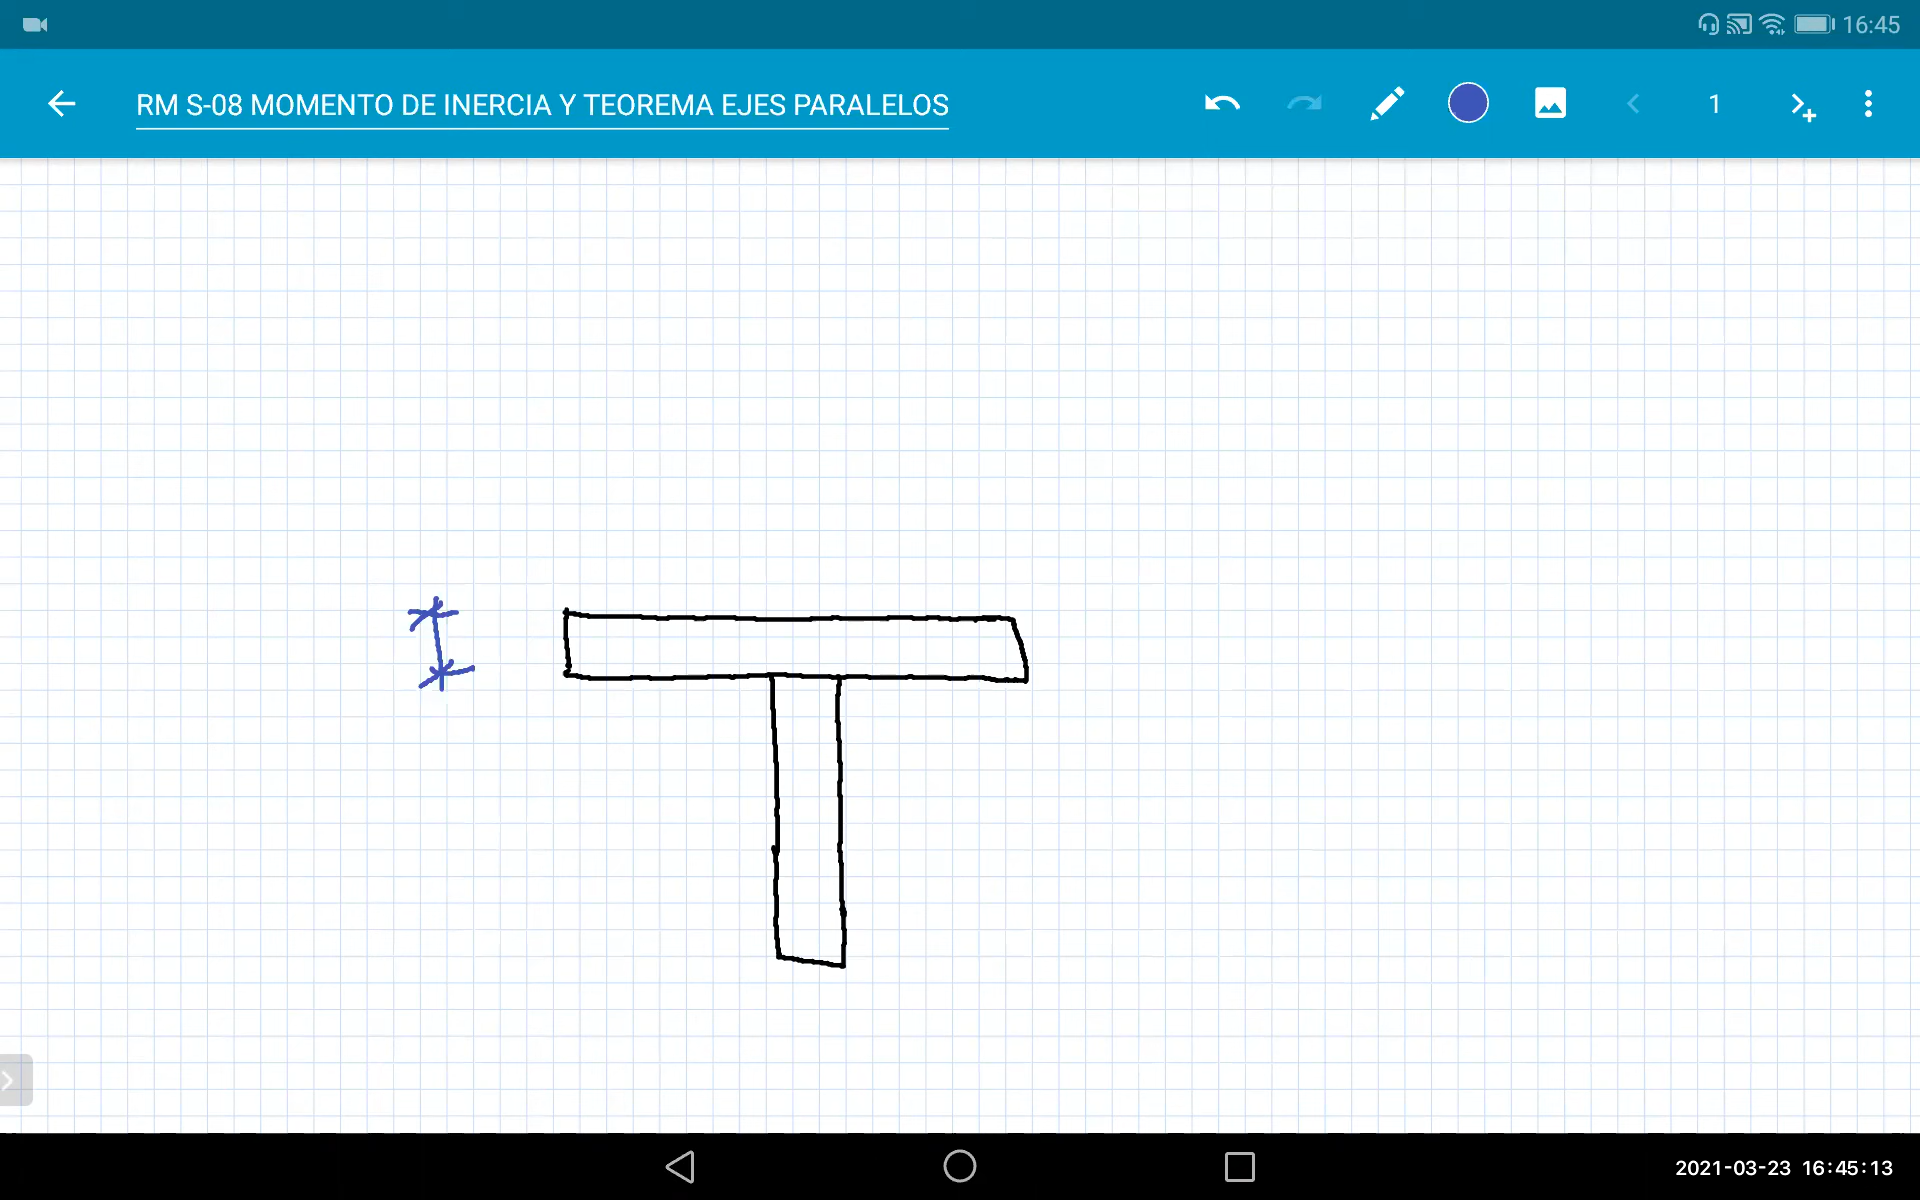 16:45
RM S-08 MOMENTO DE INERCIA Y TEOREMA EJES PARALELOS
1
2021-03-23 16:45:13